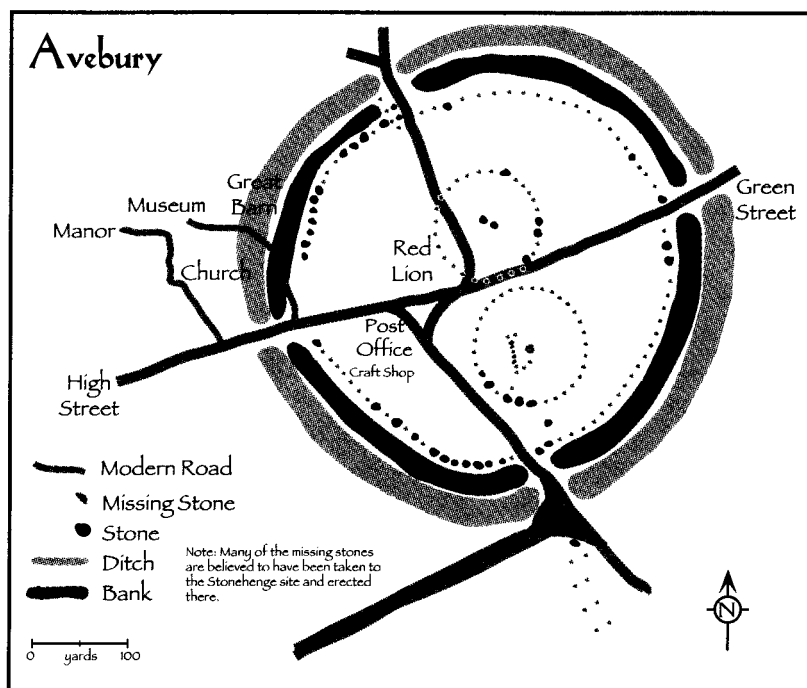 Avebury
Great
Barn
Museum
Manor
Church
Red
Lion
Green
Street
Post
Office
Craft Shop
High
Street
Modern Road
Missing Stone
Stone
Ditch
Bank
Note: Many of the missing stones
are believed to have been taken to
the Stonehenge site and erected
there.
0 yards 100
N